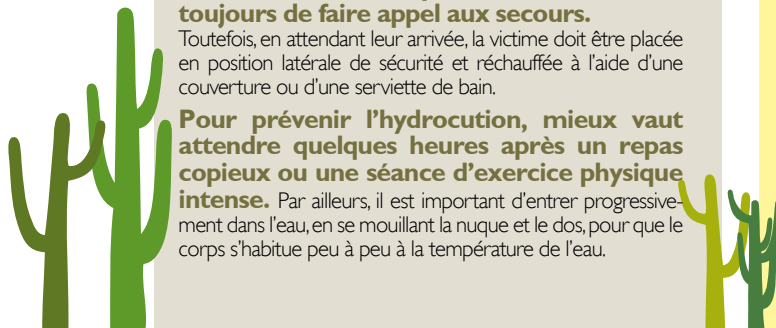 toujours de faire appel aux secours.
Toutefois, en attendant leur arrivée, la victime doit être placée
en position latérale de sécurité et réchauffée à l'aide d'une
couverture ou d'une serviette de bain.
Pour prévenir l'hydrocution, mieux vaut
attendre quelques heures après un repas
copieux ou une séance d'exercice physique
intense. Par ailleurs, il est important d'entrer progressive-
ment dans l'eau, en se mouillant la nuque et le dos, pour que le
corps s'habitue peu à peu à la température de l'eau.